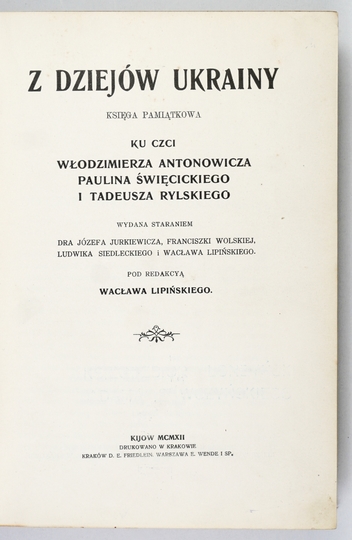 Z DZIEJÓW UKRAINY
KSIĘGA PAMIĄTKOWA
KU CZCI
WŁODZIMIERZA ANTONOWICZA
PAULINA ŚWIĘCICKIEGO
I TADEUSZA RYLSKIEGO
WYDANA STARANIEM
DRA JÓZEFA JURKIEWICZA, FRANCISZKI WOLSKIEJ,
LUDWIKA SIEDLECKIEGO i WACŁAWA LIPIŃSKIEGO.
POD REDAKCYĄ
WACŁAWA LIPIŃSKIEGO.
KIJÓW MCMXII
DRUKOWANO W KRAKOWIE
KRAKÓW D. E. FRIEDLEIN. WARSZAWA E. WENDE I SP.